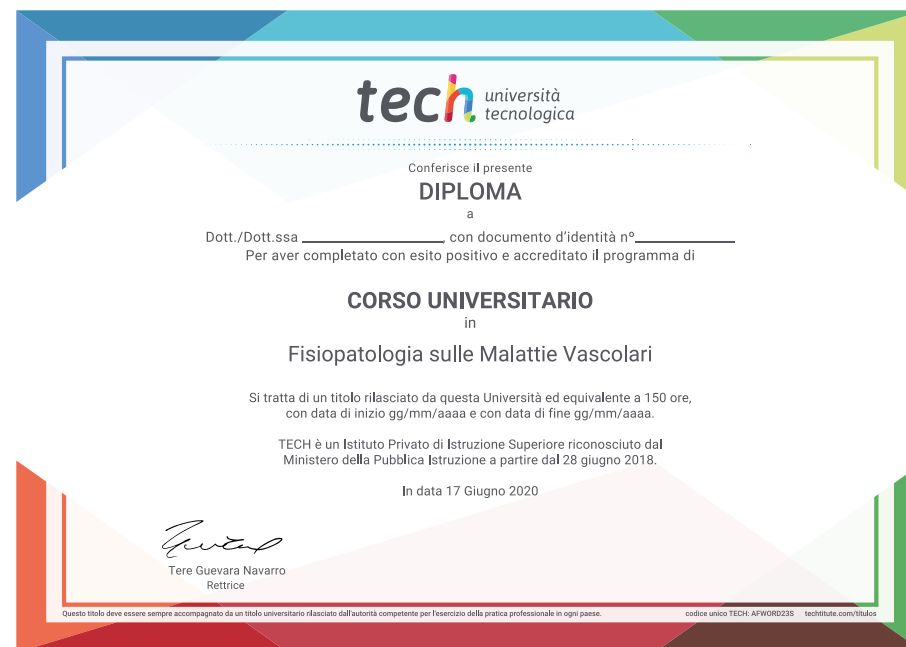 tech università
tecnologica
Conferisce il presente
DIPLOMA
a
Dott./Dott.ssa ____________________, con documento d'identità nº______________
Per aver completato con esito positivo e accreditato il programma di
CORSO UNIVERSITARIO
in
Fisiopatologia sulle Malattie Vascolari
Si tratta di un titolo rilasciato da questa Università ed equivalente a 150 ore,
con data di inizio gg/mm/aaaa e con data di fine gg/mm/aaaa.
TECH è un Istituto Privato di Istruzione Superiore riconosciuto dal
Ministero della Pubblica Istruzione a partire dal 28 giugno 2018.
In data 17 Giugno 2020
Tere Guevara Navarro
Rettrice
Questo titolo deve essere sempre accompagnato da un titolo universitario rilasciato dall'autorità competente per l'esercizio della pratica professionale in ogni paese. codice unico TECH: AFWORD23S techtitute.com/titulos